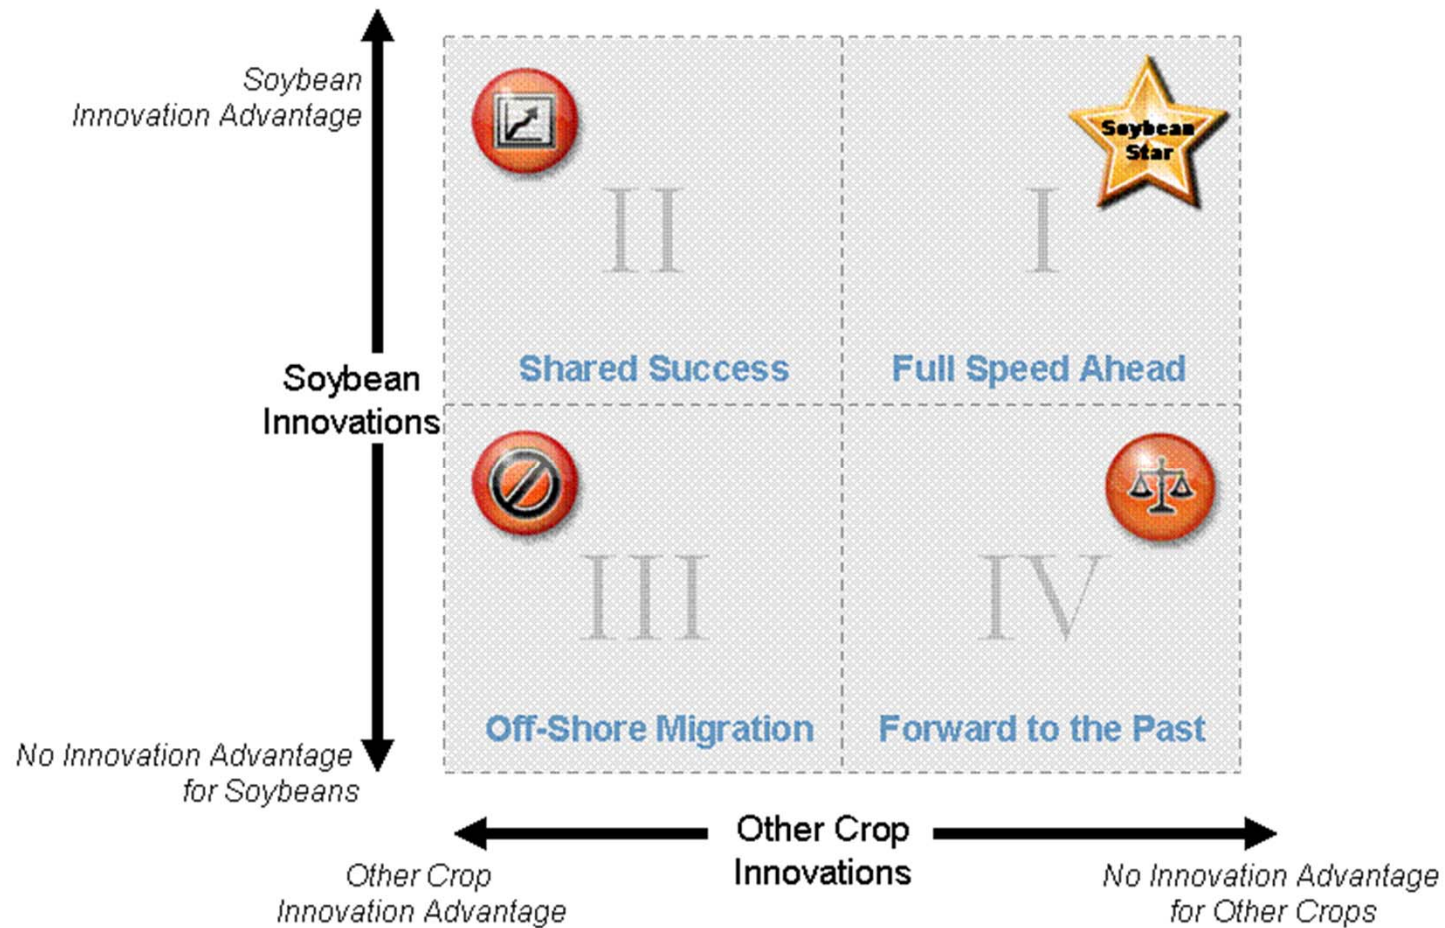 Soybean
Innovation Advantage
Soybean
Star
II
I
Shared Success
Full Speed Ahead
Soybean
Innovations
III
IV
Off-Shore Migration
Forward to the Past
No Innovation Advantage
for Soybeans
Other Crop
Innovations
Other Crop
Innovation Advantage
No Innovation Advantage
for Other Crops